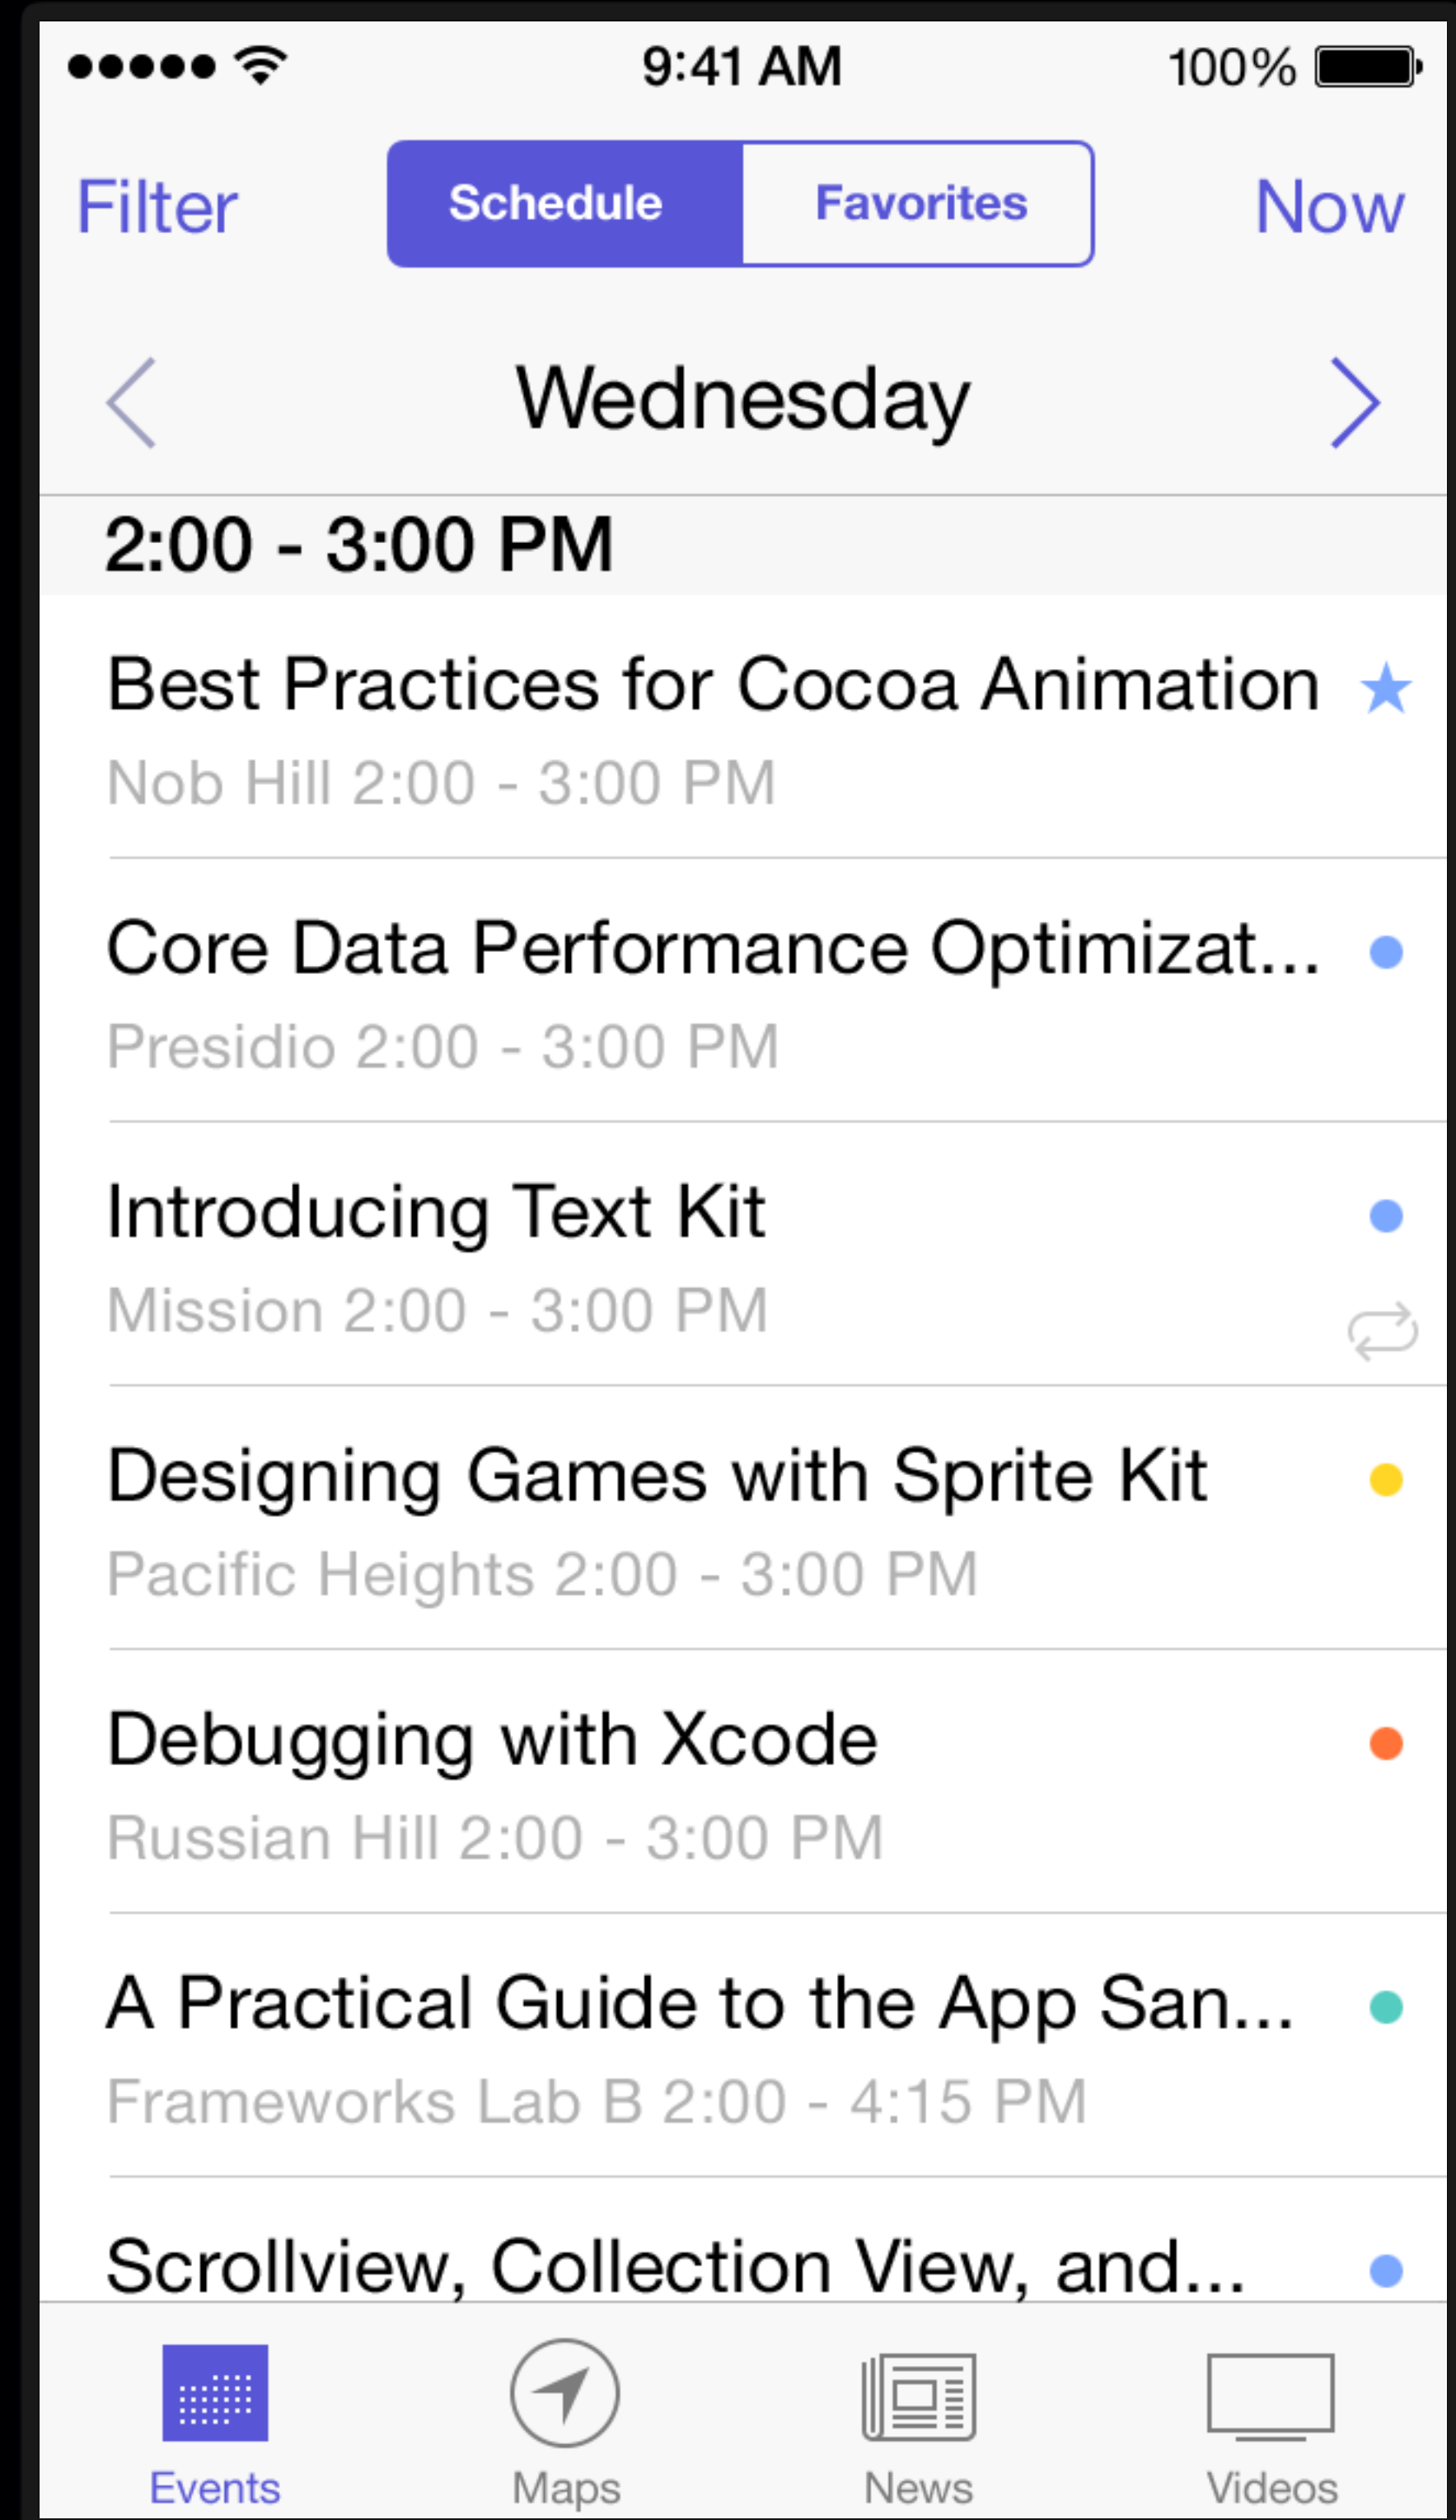 9:41 AM 100%
Filter Schedule Favorites Now
Wednesday
2:00 - 3:00 PM
Best Practices for Cocoa Animation
Nob Hill 2:00 - 3:00 PM
Core Data Performance Optimizat...
Presidio 2:00 - 3:00 PM
Introducing Text Kit
Mission 2:00 - 3:00 PM
Designing Games with Sprite Kit
Pacific Heights 2:00 - 3:00 PM
Debugging with Xcode
Russian Hill 2:00 - 3:00 PM
A Practical Guide to the App San...
Frameworks Lab B 2:00 - 4:15 PM
Scrollview, Collection View, and...
Events Maps News Videos